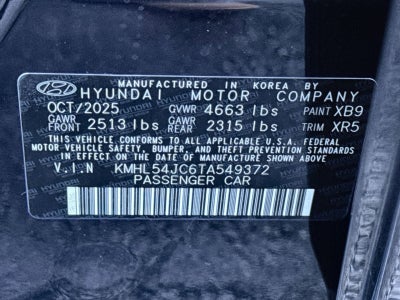 MANUFACTURED IN KOREA BY
HYUNDAI MOTOR COMPANY
OCT/2025 GVWR 4663 lbs PAINT XB9
GAWR FRONT 2513 lbs GAWR REAR 2315 lbs TRIM XR5
THIS VEHICLE CONFORMS TO ALL APPLICABLE U.S.A. FEDERAL
MOTOR VEHICLE SAFETY, BUMPER, AND THEFT PREVENTION STANDARDS
IN EFFECT ON THE DATE OF MANUFACTURE SHOWN ABOVE.
V.I.N KMHL54JC6TA549372
PASSENGER CAR